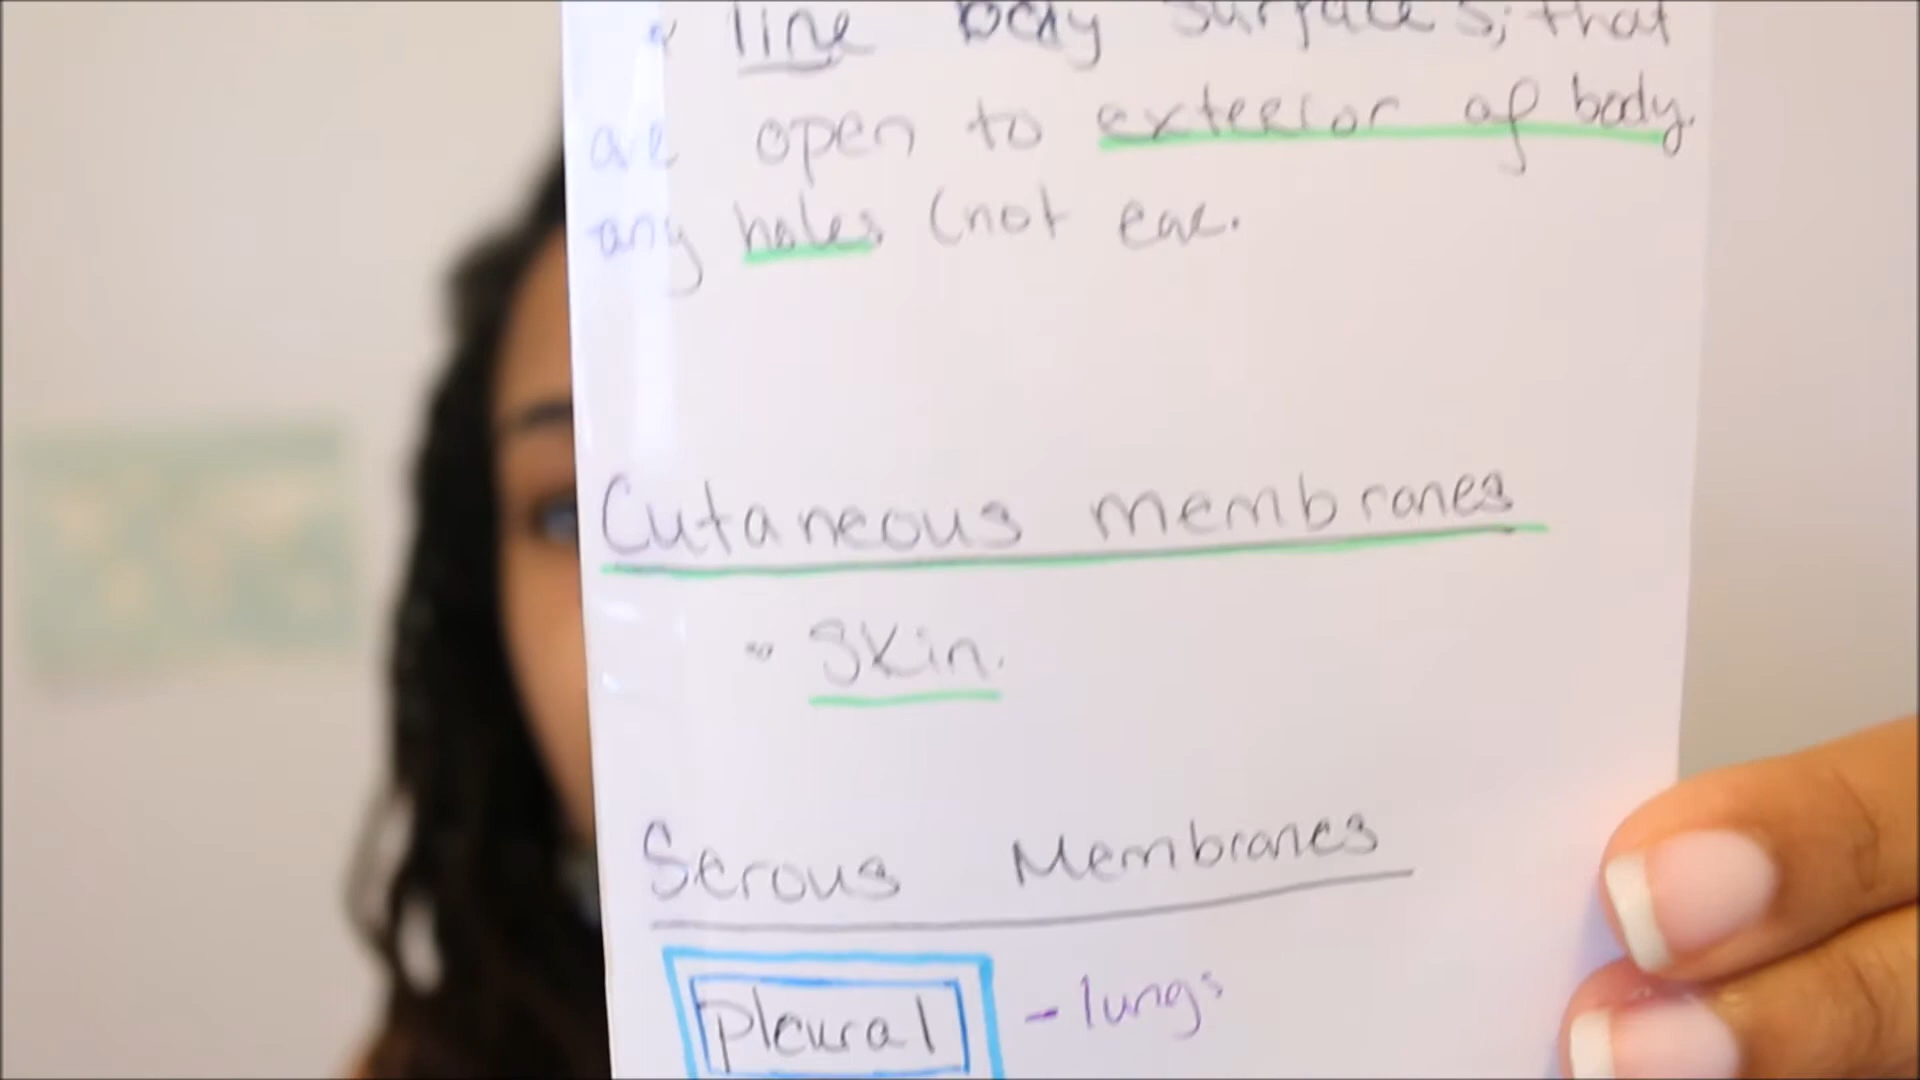 line body surfaces; that
are open to exterior of body.
any holes (not ear.
Cutaneous membranes
- Skin.
Serous Membranes
Pleural - lungs